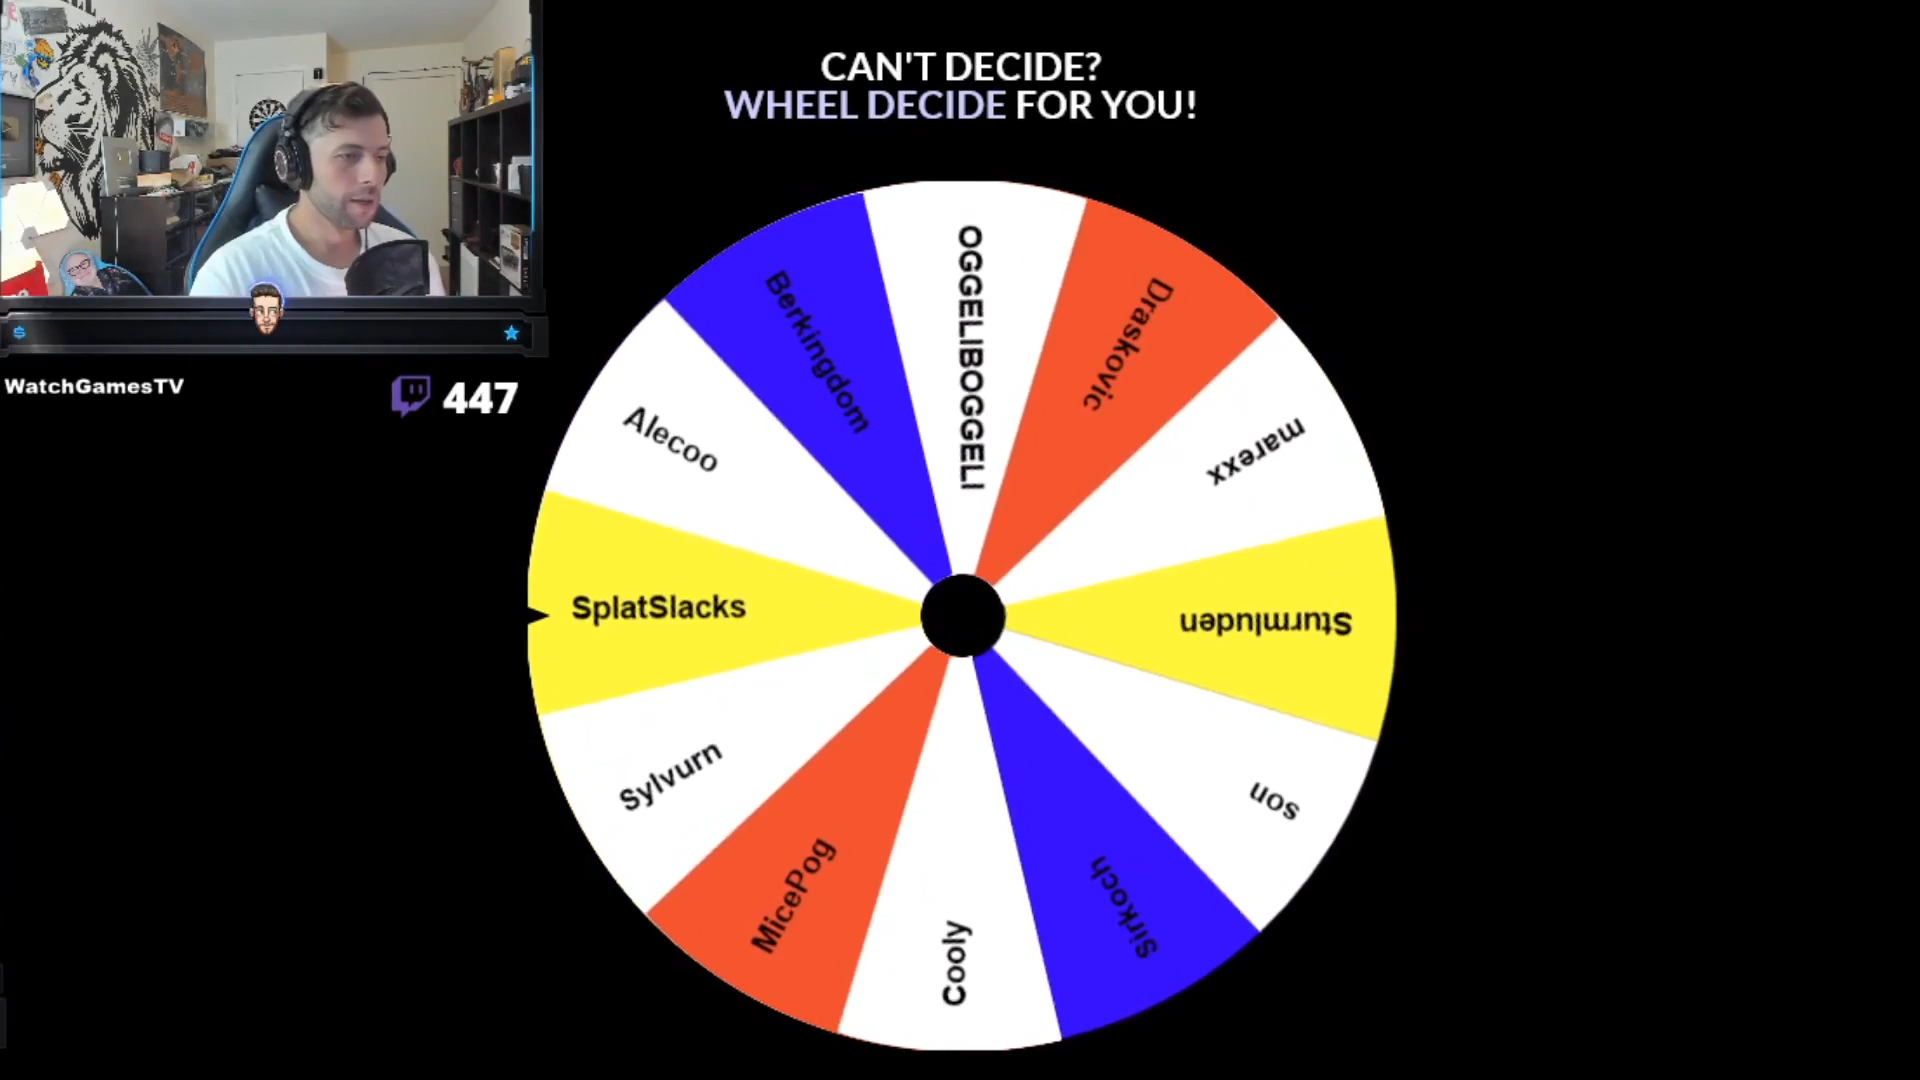 CAN'T DECIDE?
WHEEL DECIDE FOR YOU!
WatchGamesTV
447
OGGELIBOGGELI
Draskovic
marexx
Sturmluden
son
Sirkoch
Cooly
MicePog
Sylvurn
SplatSlacks
Alecoo
Berkingdom